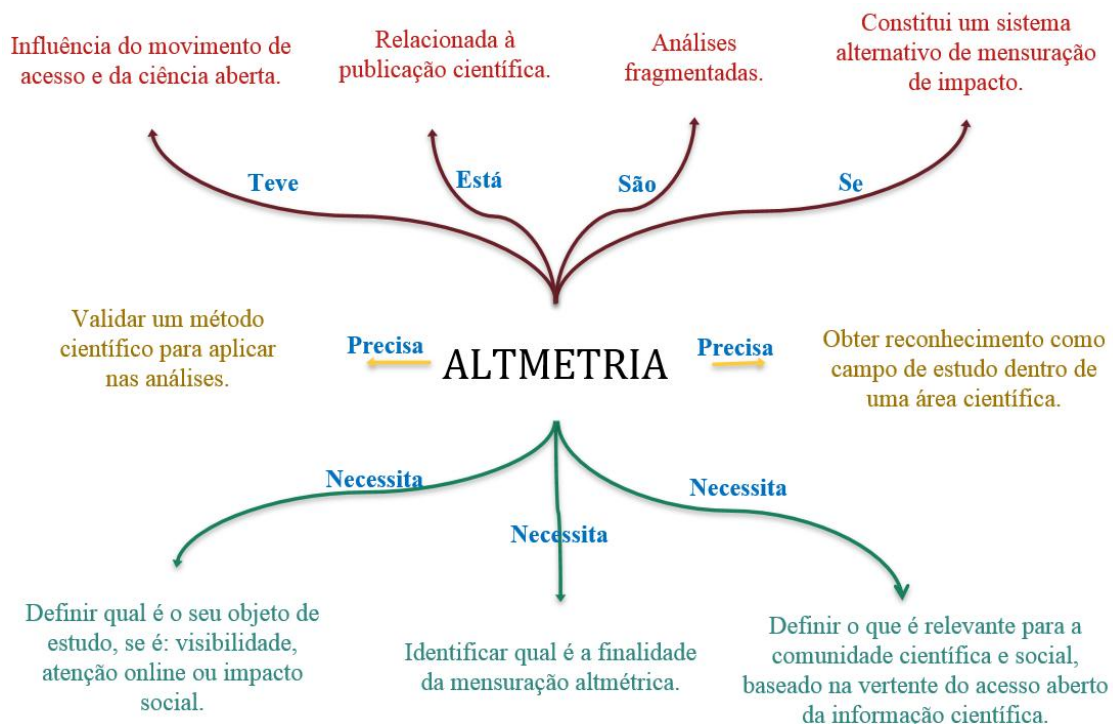 Influência do movimento de
acesso e da ciência aberta.
Relacionada à
publicação científica.
Análises
fragmentadas.
Constitui um sistema
alternativo de mensuração
de impacto.
Teve
Está
São
Se
Validar um método
científico para aplicar
nas análises.
Precisa
ALTMETRIA
Precisa
Obter reconhecimento como
campo de estudo dentro de
uma área científica.
Necessita
Necessita
Necessita
Definir qual é o seu objeto de
estudo, se é: visibilidade,
atenção online ou impacto
social.
Identificar qual é a finalidade
da mensuração altmétrica.
Definir o que é relevante para a
comunidade científica e social,
baseado na vertente do acesso aberto
da informação científica.